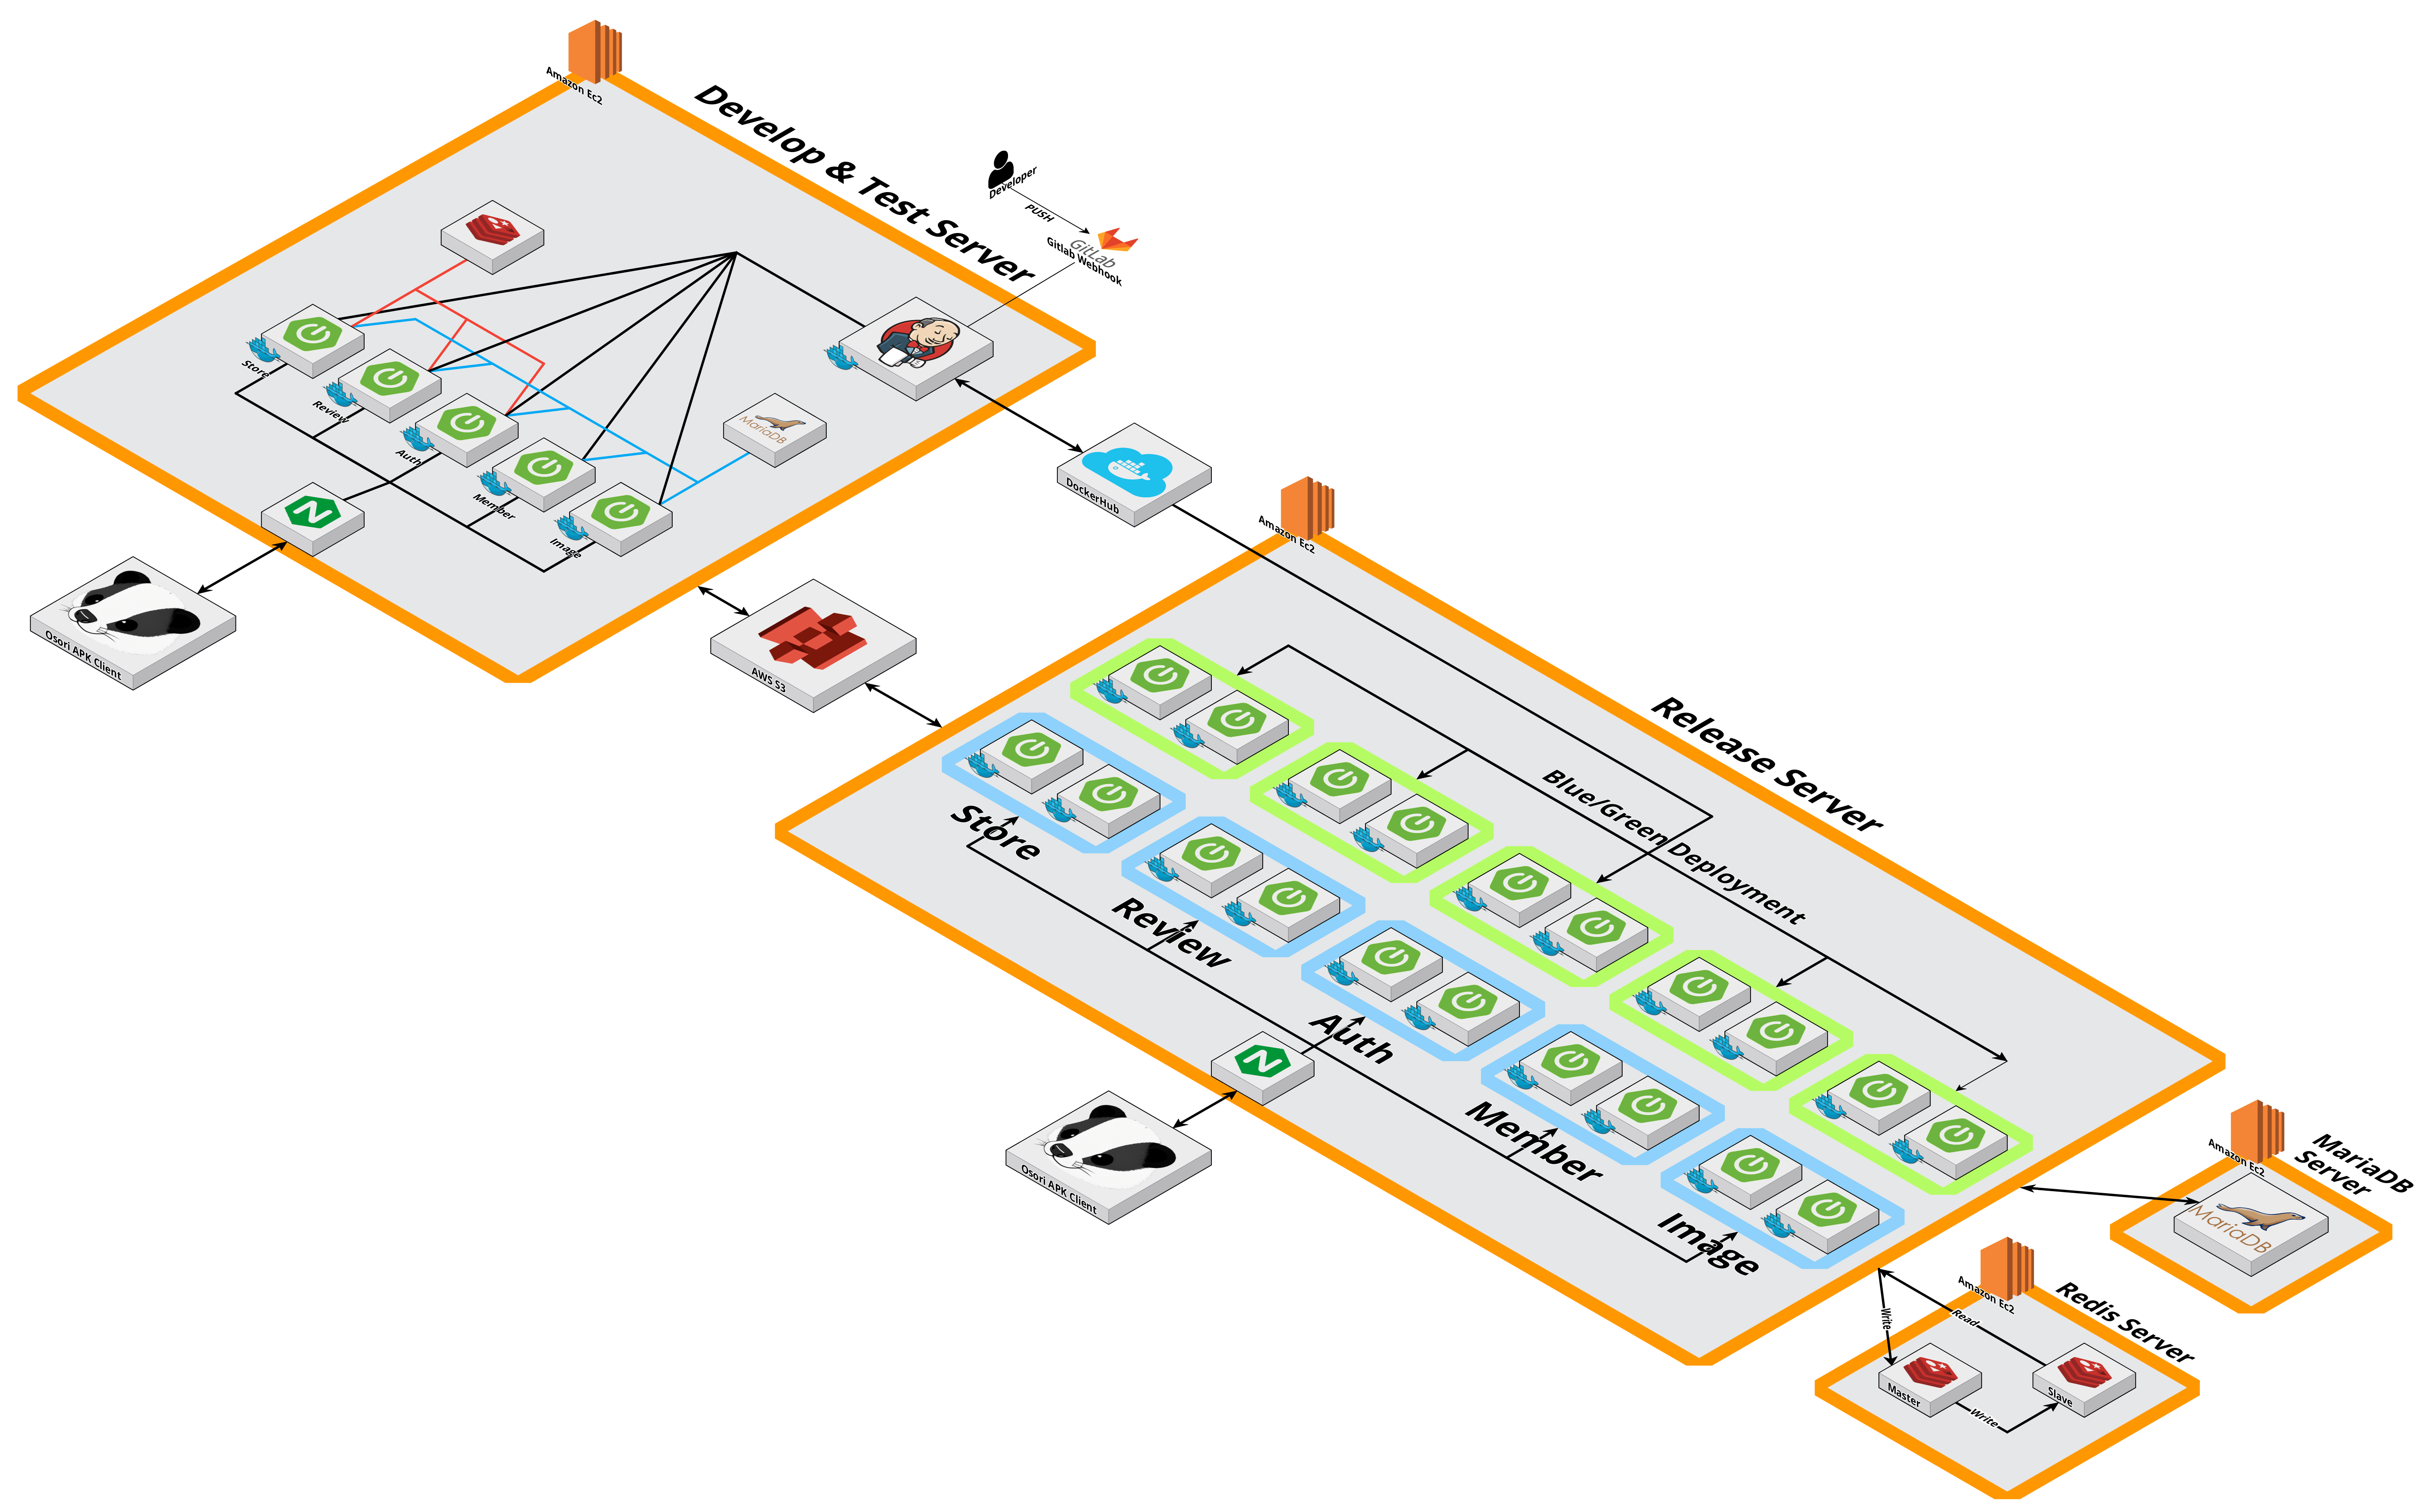 Amazon Ec2
Develop & Test Server
Developer
PUSH
GitLab
Gitlab Webhook
Store
Review
Auth
Member
Image
MariaDB
DockerHub
Osori APK Client
AWS S3
Amazon Ec2
Release Server
Blue/Green Deployment
Store
Review
Auth
Member
Image
Osori APK Client
Amazon Ec2
MariaDB
Server
MariaDB
Amazon Ec2
Redis Server
Write
Read
Master
Slave
Write